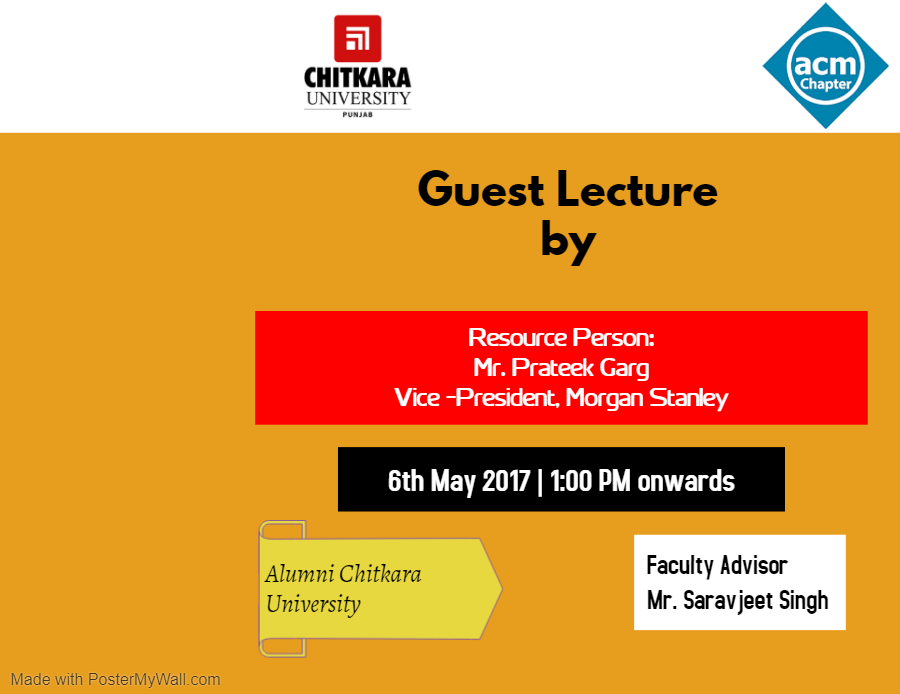 CHITKARA
UNIVERSITY
PUNJAB
acm
Chapter
Guest Lecture
by
Resource Person:
Mr. Prateek Garg
Vice -President, Morgan Stanley
6th May 2017 | 1:00 PM onwards
Alumni Chitkara
University
Faculty Advisor
Mr. Saravjeet Singh
Made with PosterMyWall.com